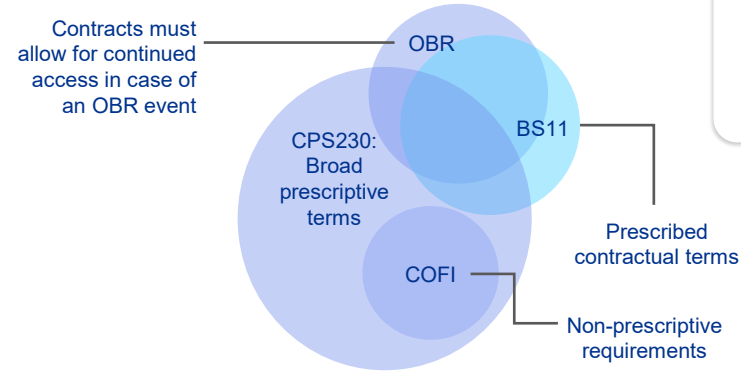 Contracts must
allow for continued
access in case of
an OBR event
OBR
BS11
CPS230:
Broad
prescriptive
terms
Prescribed
contractual terms
COFI
Non-prescriptive
requirements